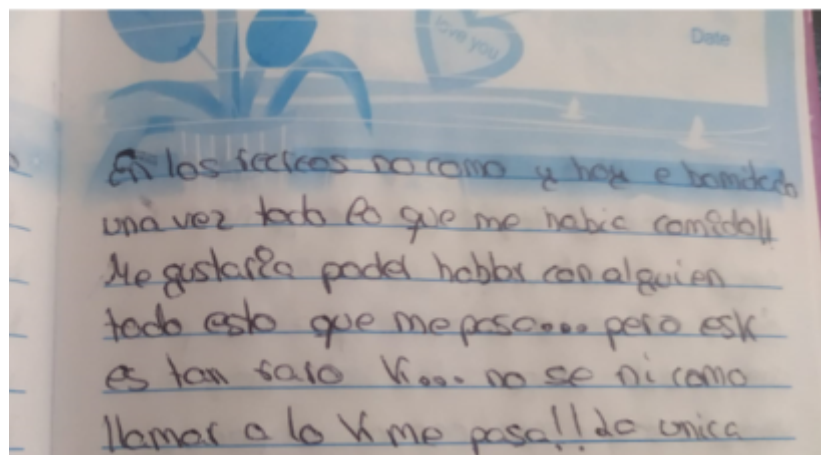 love you
Date
En los recreos no como y hoy e bomitado
una vez todo lo que me habia comido!!
Me gustaría poder hablar con alguien
todo esto que me pasa... pero esk
es tan raro K... no se ni como
llamar a lo K me pasa!! La unica